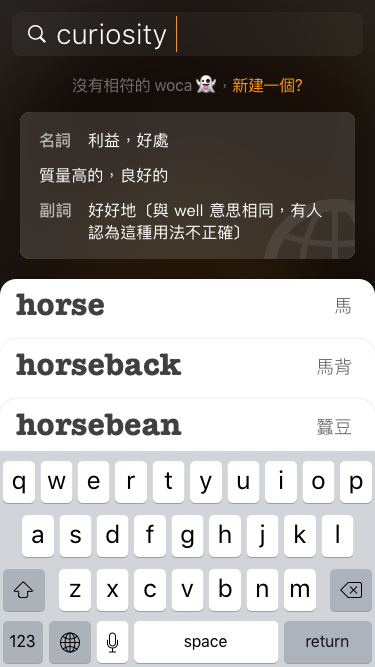 curiosity
沒有相符的 woca 👻，新建一個?
名詞 利益，好處
質量高的，良好的
副詞 好好地〔與 well 意思相同，有人
認為這種用法不正確〕
horse 馬
horseback 馬背
horsebean 蠶豆
q w e r t y u i o p
a s d f g h j k l
z x c v b n m
123 space return